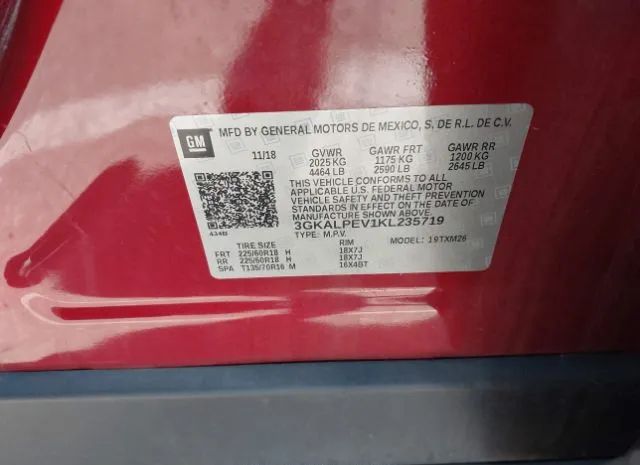 GM
MFD BY GENERAL MOTORS DE MEXICO, S. DE R.L. DE C.V.
11/18 GVWR GAWR FRT GAWR RR
2025 KG 1175 KG 1200 KG
4464 LB 2590 LB 2645 LB
THIS VEHICLE CONFORMS TO ALL
APPLICABLE U.S. FEDERAL MOTOR
VEHICLE SAFETY AND THEFT PREVENTION
STANDARDS IN EFFECT ON THE DATE OF
MANUFACTURE SHOWN ABOVE.
3GKALPEV1KL235719
434B TYPE: M.P.V. MODEL: 19TXM26
TIRE SIZE RIM
FRT 225/60R18 H 18X7J
RR 225/60R18 H 18X7J
SPA T135/70R16 M 16X4BT